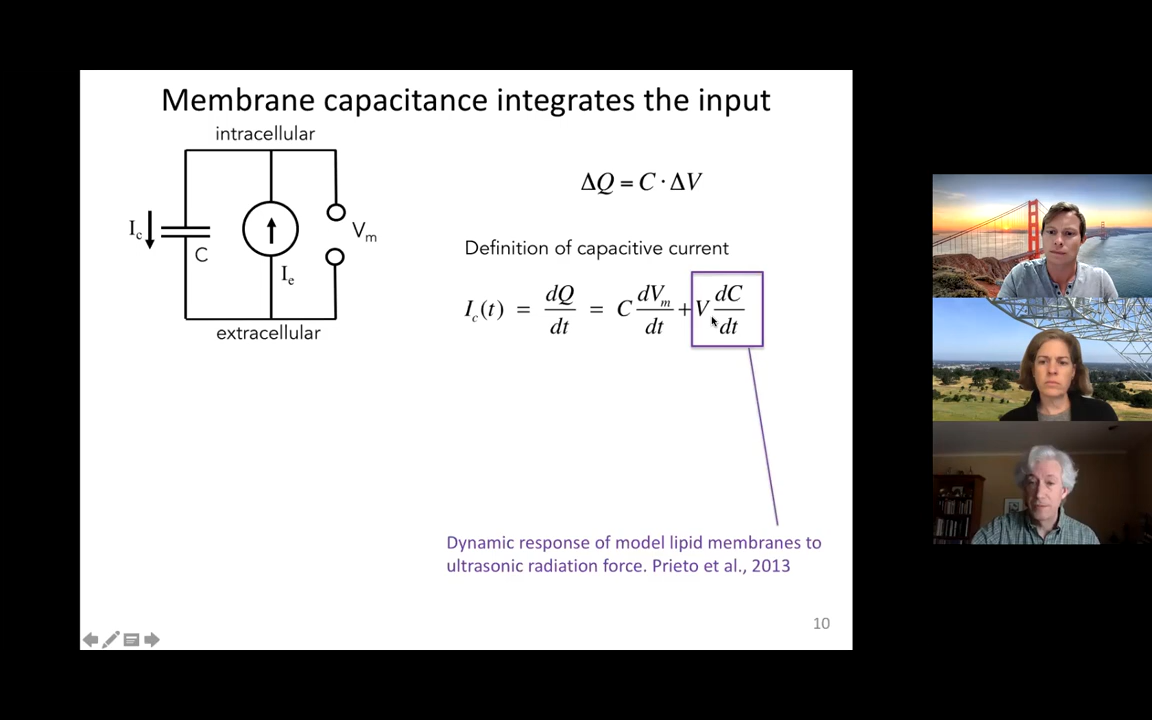 Membrane capacitance integrates the input
intracellular
I_c
C
I_e
V_m
extracellular
ΔQ = C · ΔV
Definition of capacitive current
I_c(t) = dQ/dt = C dV_m/dt + V dC/dt
Dynamic response of model lipid membranes to
ultrasonic radiation force. Prieto et al., 2013
10